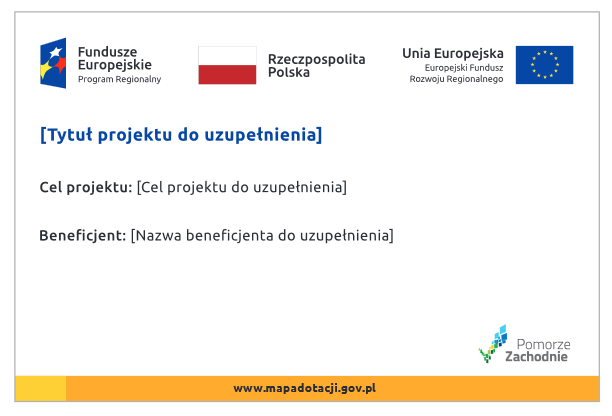 Fundusze
Europejskie
Program Regionalny
Rzeczpospolita
Polska
Unia Europejska
Europejski Fundusz
Rozwoju Regionalnego
[Tytuł projektu do uzupełnienia]
Cel projektu: [Cel projektu do uzupełnienia]
Beneficjent: [Nazwa beneficjenta do uzupełnienia]
Pomorze
Zachodnie
www.mapadotacji.gov.pl